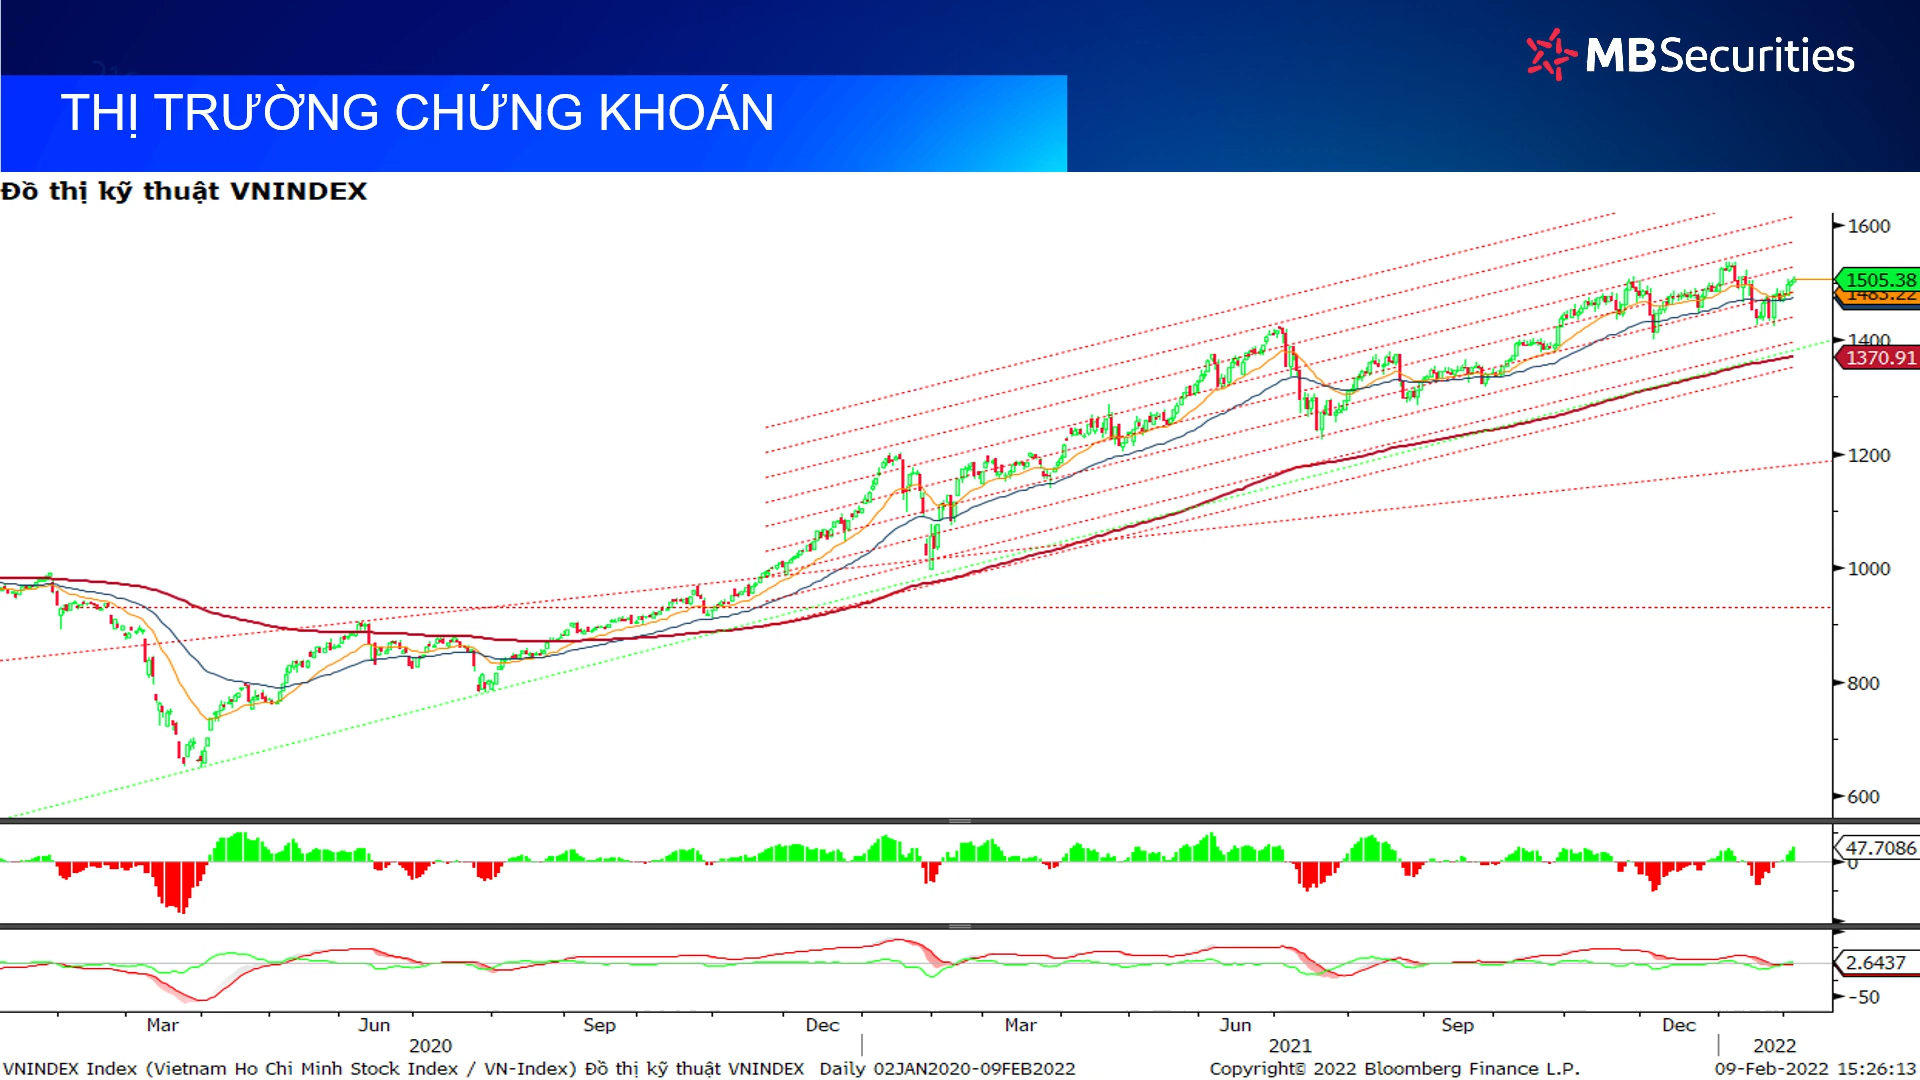 MBSecurities
THỊ TRƯỜNG CHỨNG KHOÁN
Đồ thị kỹ thuật VNINDEX
1600
1505.38
1483.22
1400
1370.91
1200
1000
800
600
47.7086
0
2.6437
-50
Mar Jun Sep Dec Mar Jun Sep Dec
2020 2021 2022
VNINDEX Index (Vietnam Ho Chi Minh Stock Index / VN-Index) Đồ thị kỹ thuật VNINDEX Daily 02JAN2020-09FEB2022 Copyright© 2022 Bloomberg Finance L.P. 09-Feb-2022 15:26:13